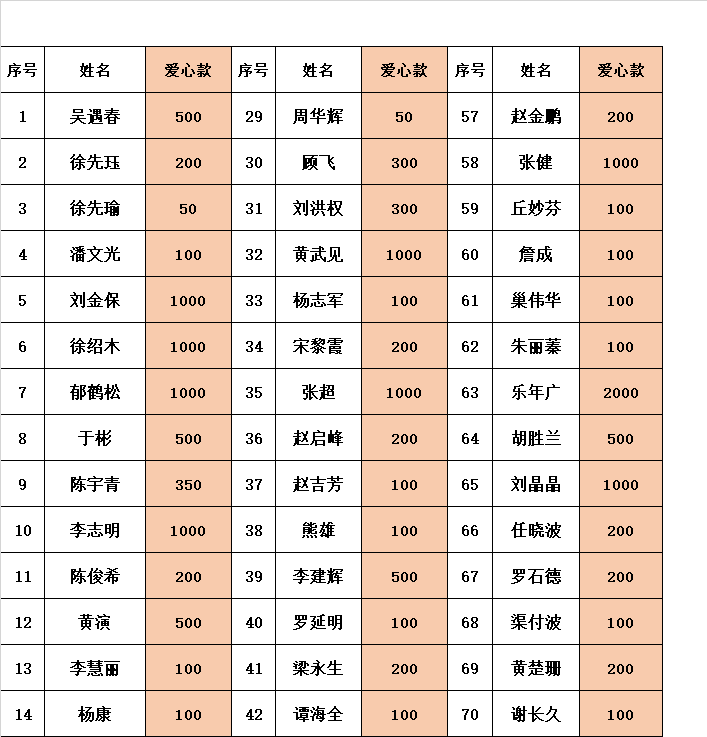 序号 姓名 爱心款 序号 姓名 爱心款 序号 姓名 爱心款
1 吴遇春 500 29 周华辉 50 57 赵金鹏 200
2 徐先珏 200 30 顾飞 300 58 张健 1000
3 徐先瑜 50 31 刘洪权 300 59 丘妙芬 100
4 潘文光 100 32 黄武见 1000 60 詹成 100
5 刘金保 1000 33 杨志军 100 61 巢伟华 100
6 徐绍木 1000 34 宋黎霞 200 62 朱丽蓁 100
7 郁鹤松 1000 35 张超 1000 63 乐年广 2000
8 于彬 500 36 赵启峰 200 64 胡胜兰 500
9 陈宇青 350 37 赵吉芳 100 65 刘晶晶 1000
10 李志明 1000 38 熊雄 100 66 任晓波 200
11 陈俊希 200 39 李建辉 500 67 罗石德 200
12 黄演 500 40 罗延明 100 68 渠付波 100
13 李慧丽 100 41 梁永生 200 69 黄楚珊 200
14 杨康 100 42 谭海全 100 70 谢长久 100